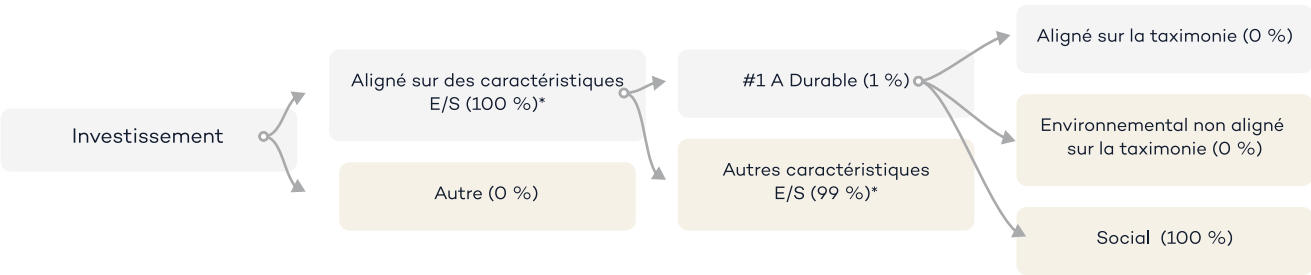 Investissement
Aligné sur des caractéristiques
E/S (100 %)*
Autre (0 %)
#1 A Durable (1 %)
Autres caractéristiques
E/S (99 %)*
Aligné sur la taximonie (0 %)
Environnemental non aligné
sur la taximonie (0 %)
Social (100 %)